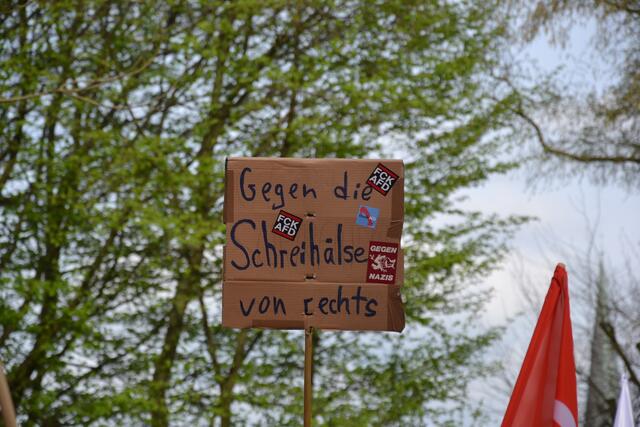 Gegen die
FCK
AFD
FCK
AFD
Schreihälse
GEGEN
NAZIS
von rechts